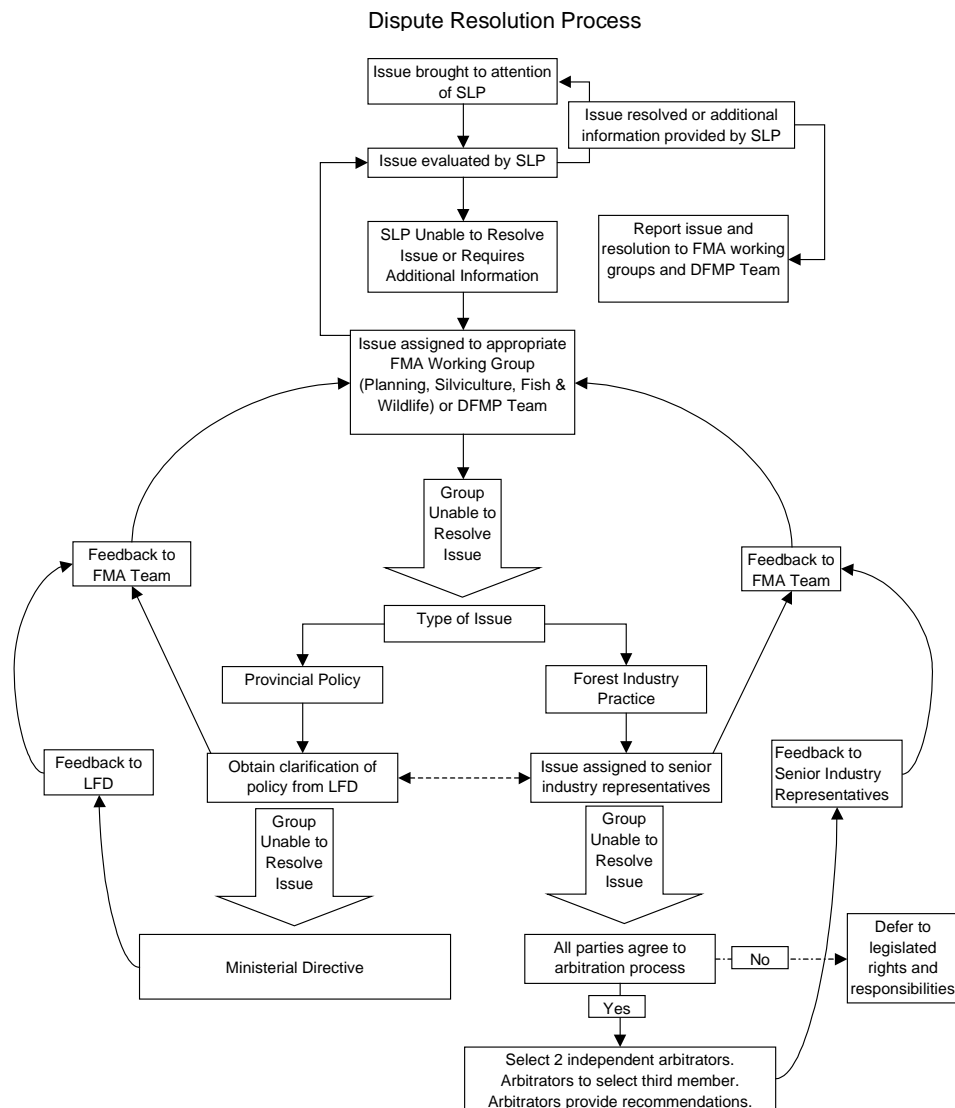 Dispute Resolution Process
Issue brought to attention
of SLP
Issue resolved or additional
information provided by SLP
Issue evaluated by SLP
SLP Unable to Resolve
Issue or Requires
Additional Information
Report issue and
resolution to FMA working
groups and DFMP Team
Issue assigned to appropriate
FMA Working Group
(Planning, Silviculture, Fish &
Wildlife) or DFMP Team
Group
Unable to
Resolve
Issue
Feedback to
FMA Team
Feedback to
FMA Team
Type of Issue
Provincial Policy
Forest Industry
Practice
Feedback to
LFD
Obtain clarification of
policy from LFD
Issue assigned to senior
industry representatives
Feedback to
Senior Industry
Representatives
Group
Unable to
Resolve
Issue
Group
Unable to
Resolve
Issue
Ministerial Directive
All parties agree to
arbitration process
No
Defer to
legislated
rights and
responsibilities
Yes
Select 2 independent arbitrators.
Arbitrators to select third member.
Arbitrators provide recommendations.